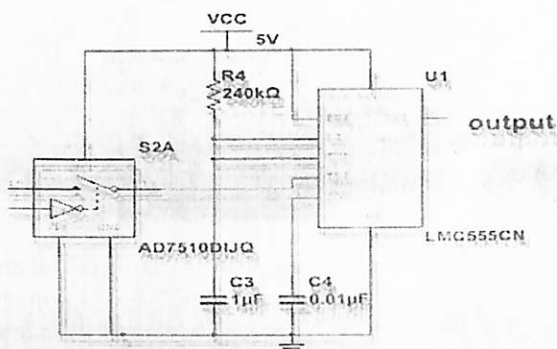 VCC
5V
R4
240kΩ
U1
output
S2A
AD7510DIJQ
LMC555CN
C3
1µF
C4
0.01µF